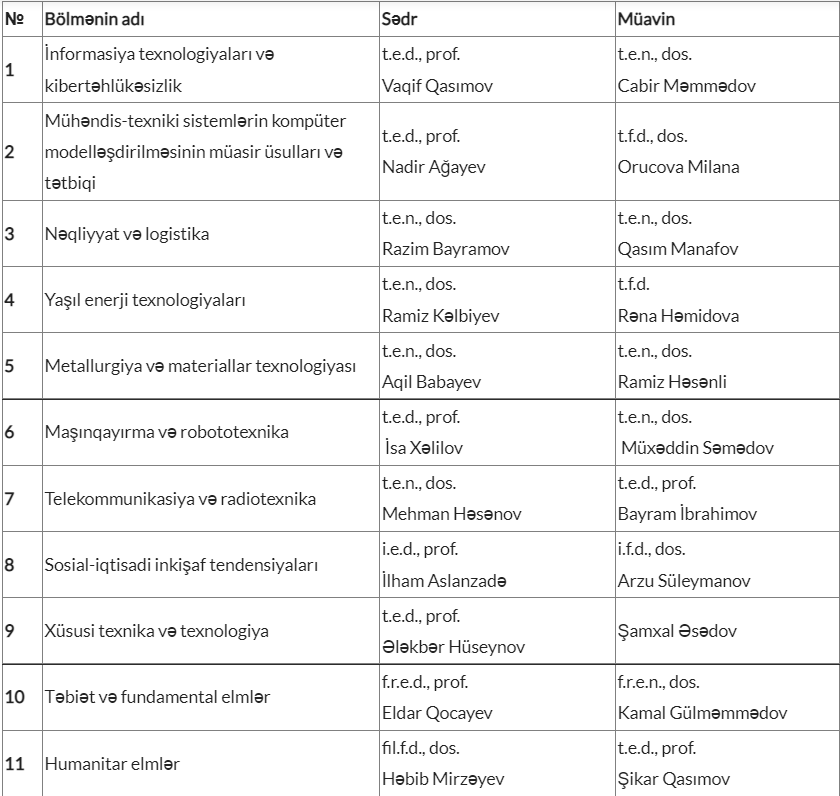 № Bölmənin adı Sədr Müavin
1 İnformasiya texnologiyaları və kibertəhlükəsizlik t.e.d., prof. Vaqif Qasımov t.e.n., dos. Cabir Məmmədov
2 Mühəndis-texniki sistemlərin kompüter modelləşdirilməsinin müasir üsulları və tətbiqi t.e.d., prof. Nadir Ağayev t.f.d., dos. Orucova Milana
3 Nəqliyyat və logistika t.e.n., dos. Razim Bayramov t.e.n., dos. Qasım Manafov
4 Yaşıl enerji texnologiyaları t.e.n., dos. Ramiz Kəlbiyev t.f.d. Rəna Həmidova
5 Metallurgiya və materiallar texnologiyası t.e.n., dos. Aqil Babayev t.e.n., dos. Ramiz Həsənli
6 Maşınqayırma və robototexnika t.e.d., prof. İsa Xəlilov t.e.n., dos. Müxəddin Səmədov
7 Telekommunikasiya və radiotexnika t.e.n., dos. Mehman Həsənov t.e.d., prof. Bayram İbrahimov
8 Sosial-iqtisadi inkişaf tendensiyaları i.e.d., prof. İlham Aslanzadə i.f.d., dos. Arzu Süleymanov
9 Xüsusi texnika və texnologiya t.e.d., prof. Ələkbər Hüseynov Şamxal Əsədov
10 Təbiət və fundamental elmlər f.r.e.d., prof. Eldar Qocayev f.r.e.n., dos. Kamal Gülməmmədov
11 Humanitar elmlər fil.f.d., dos. Həbib Mirzəyev t.e.d., prof. Şikar Qasımov